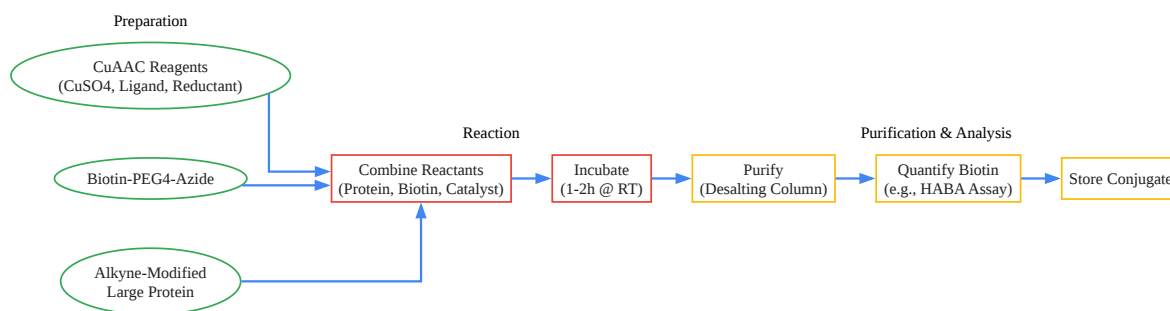 Preparation
CuAAC Reagents
(CuSO4, Ligand, Reductant)
Biotin-PEG4-Azide
Alkyne-Modified
Large Protein
Reaction
Combine Reactants
(Protein, Biotin, Catalyst)
Incubate
(1-2h @ RT)
Purification & Analysis
Purify
(Desalting Column)
Quantify Biotin
(e.g., HABA Assay)
Store Conjugate